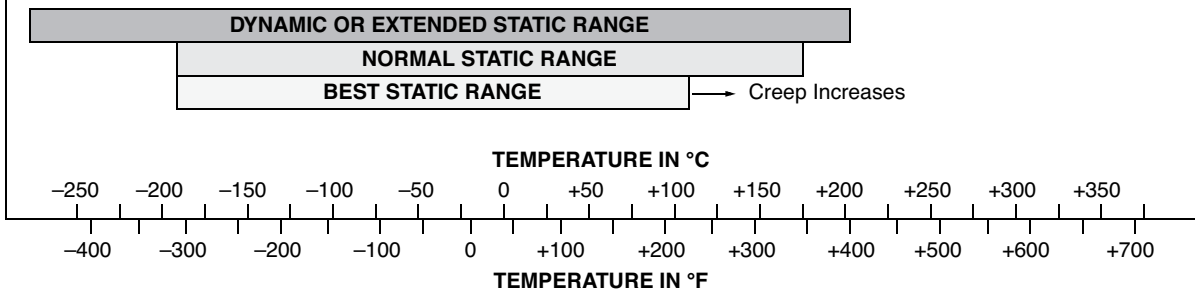 DYNAMIC OR EXTENDED STATIC RANGE
NORMAL STATIC RANGE
BEST STATIC RANGE
Creep Increases
TEMPERATURE IN °C
–250 –200 –150 –100 –50 0 +50 +100 +150 +200 +250 +300 +350
–400 –300 –200 –100 0 +100 +200 +300 +400 +500 +600 +700
TEMPERATURE IN °F